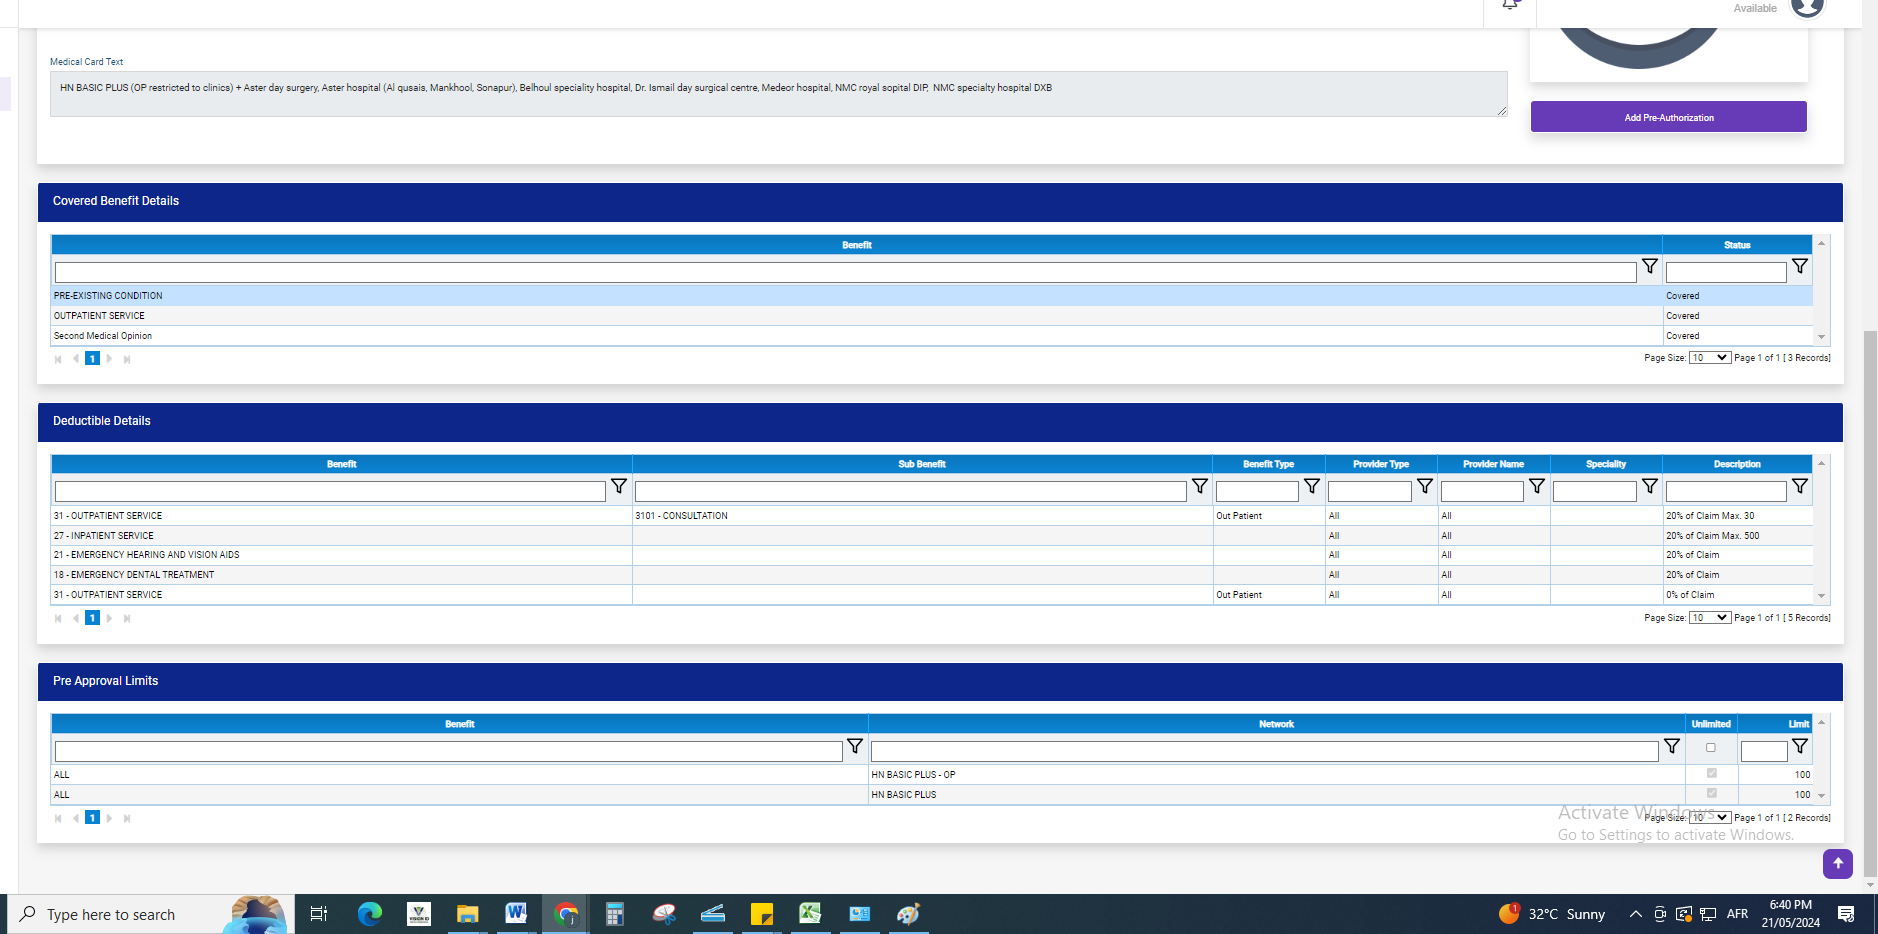 Available
Medical Card Text
HN BASIC PLUS (OP restricted to clinics) + Aster day surgery, Aster hospital (Al qusais, Mankhool, Sonapur), Belhoul speciality hospital, Dr. Ismail day surgical centre, Medeor hospital, NMC royal sopital DIP, NMC specialty hospital DXB
Add Pre-Authorization
Covered Benefit Details
Benefit Status
PRE-EXISTING CONDITION Covered
OUTPATIENT SERVICE Covered
Second Medical Opinion Covered
1 Page Size: 10 Page 1 of 1 [ 3 Records]
Deductible Details
Benefit Sub Benefit Benefit Type Provider Type Provider Name Speciality Description
31 - OUTPATIENT SERVICE 3101 - CONSULTATION Out Patient All All 20% of Claim Max. 30
27 - INPATIENT SERVICE All All 20% of Claim Max. 500
21 - EMERGENCY HEARING AND VISION AIDS All All 20% of Claim
18 - EMERGENCY DENTAL TREATMENT All All 20% of Claim
31 - OUTPATIENT SERVICE Out Patient All All 0% of Claim
1 Page Size: 10 Page 1 of 1 [ 5 Records]
Pre Approval Limits
Benefit Network Unlimited Limit
ALL HN BASIC PLUS - OP 100
ALL HN BASIC PLUS 100
1 Page Size: 10 Page 1 of 1 [ 2 Records]
Activate Windows
Go to Settings to activate Windows.
Type here to search
1 32°C Sunny AFR 6:40 PM
21/05/2024